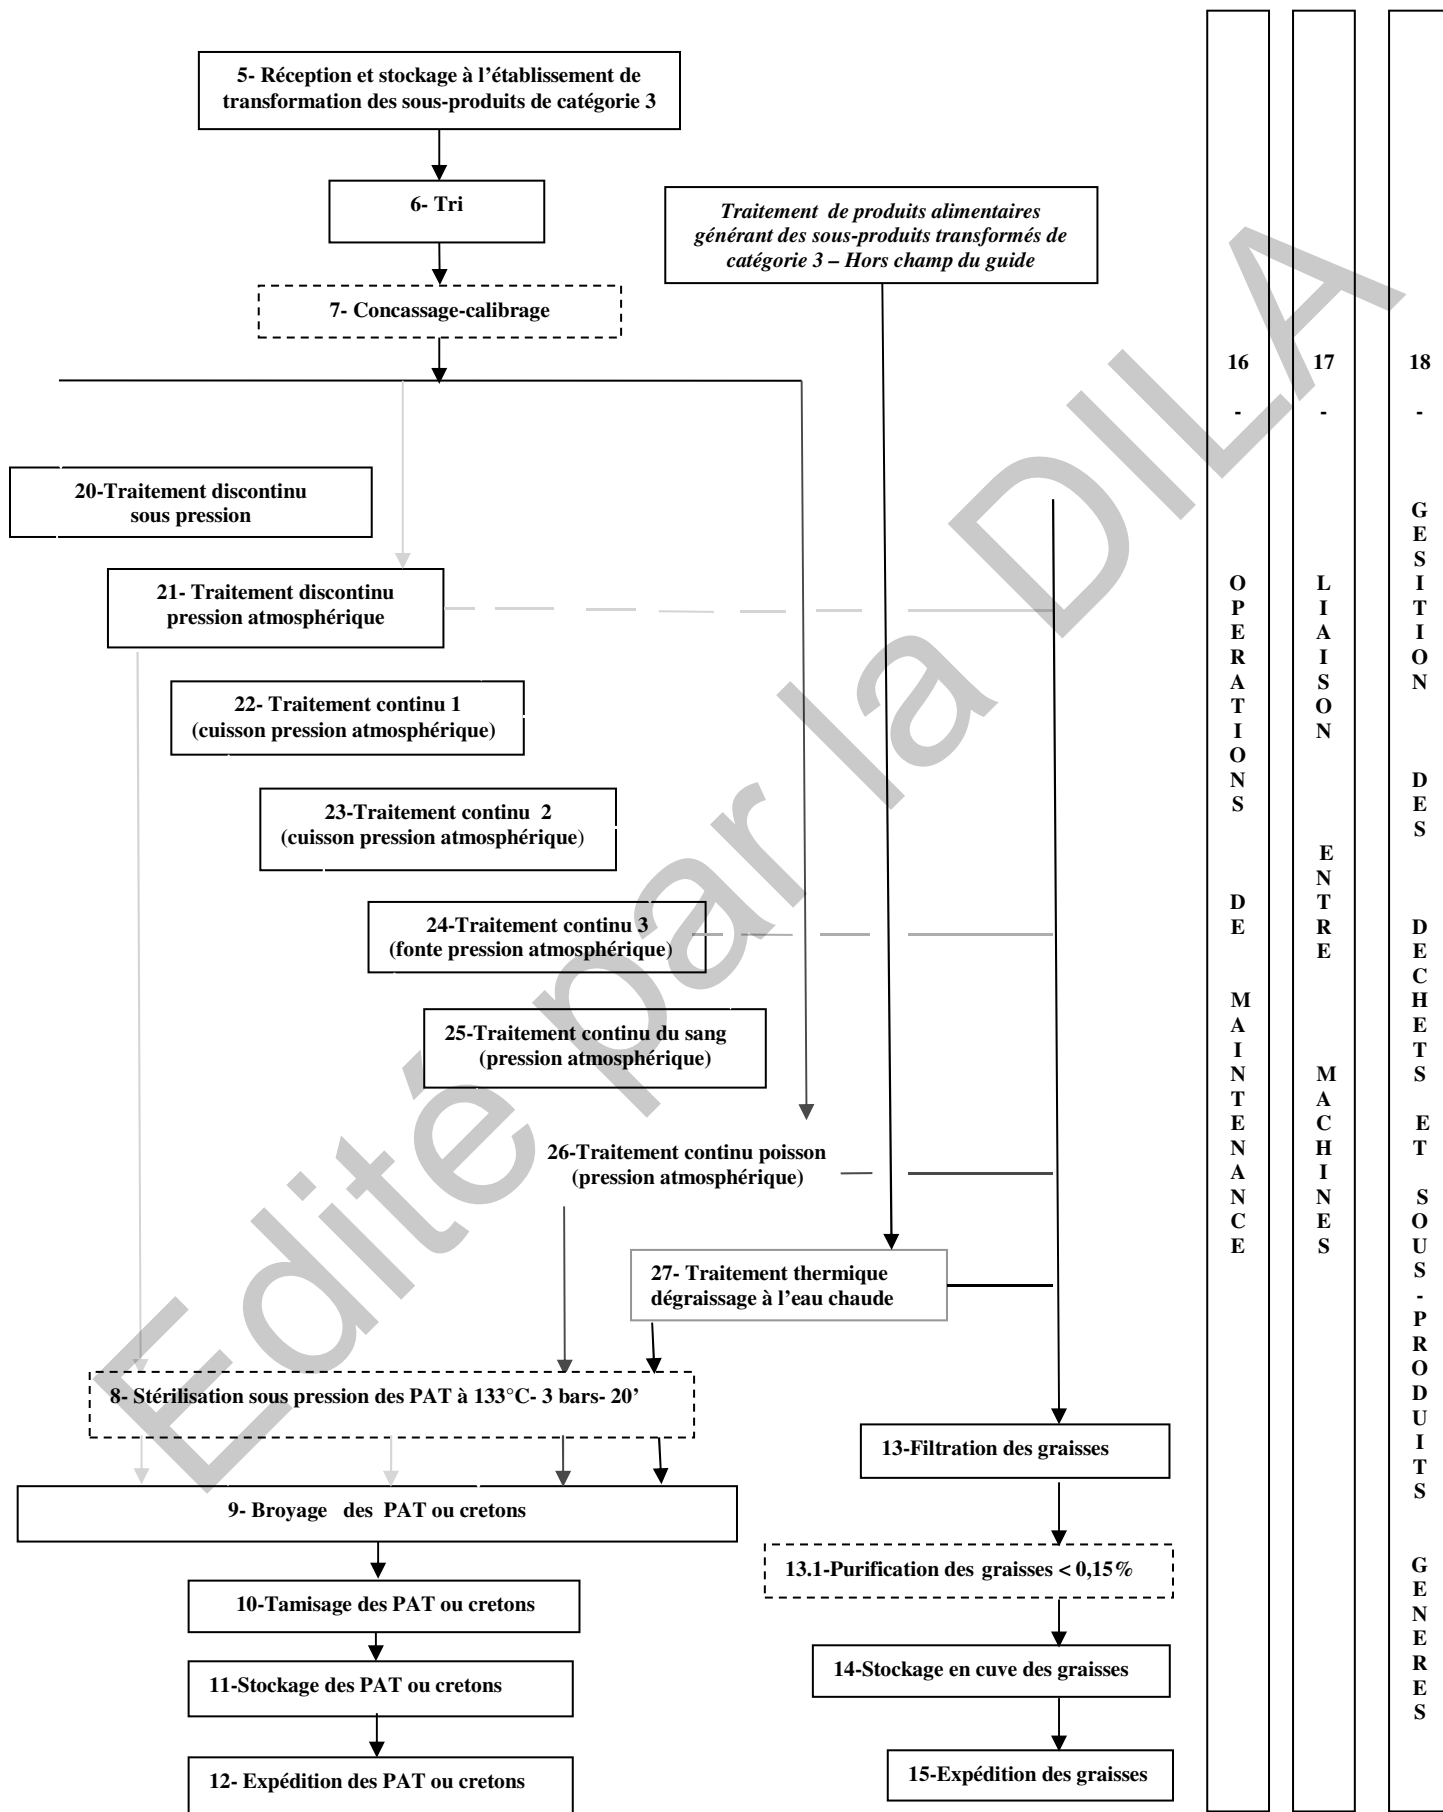 5- Réception et stockage à l’établissement de
transformation des sous-produits de catégorie 3
6- Tri
Traitement de produits alimentaires
générant des sous-produits transformés de
catégorie 3 – Hors champ du guide
7- Concassage-calibrage
20-Traitement discontinu
sous pression
21- Traitement discontinu
pression atmosphérique
22- Traitement continu 1
(cuisson pression atmosphérique)
23-Traitement continu 2
(cuisson pression atmosphérique)
24-Traitement continu 3
(fonte pression atmosphérique)
25-Traitement continu du sang
(pression atmosphérique)
26-Traitement continu poisson
(pression atmosphérique)
27- Traitement thermique
dégraissage à l’eau chaude
8- Stérilisation sous pression des PAT à 133°C- 3 bars- 20’
9- Broyage des PAT ou cretons
10-Tamisage des PAT ou cretons
11-Stockage des PAT ou cretons
12- Expédition des PAT ou cretons
13-Filtration des graisses
13.1-Purification des graisses < 0,15%
14-Stockage en cuve des graisses
15-Expédition des graisses
16 - OPERATIONS DE MAINTENANCE
17 - LIAISON ENTRE MACHINES
18 - GESITION DES DECHETS ET SOUS-PRODUITS GENERES
Edité par la DILA